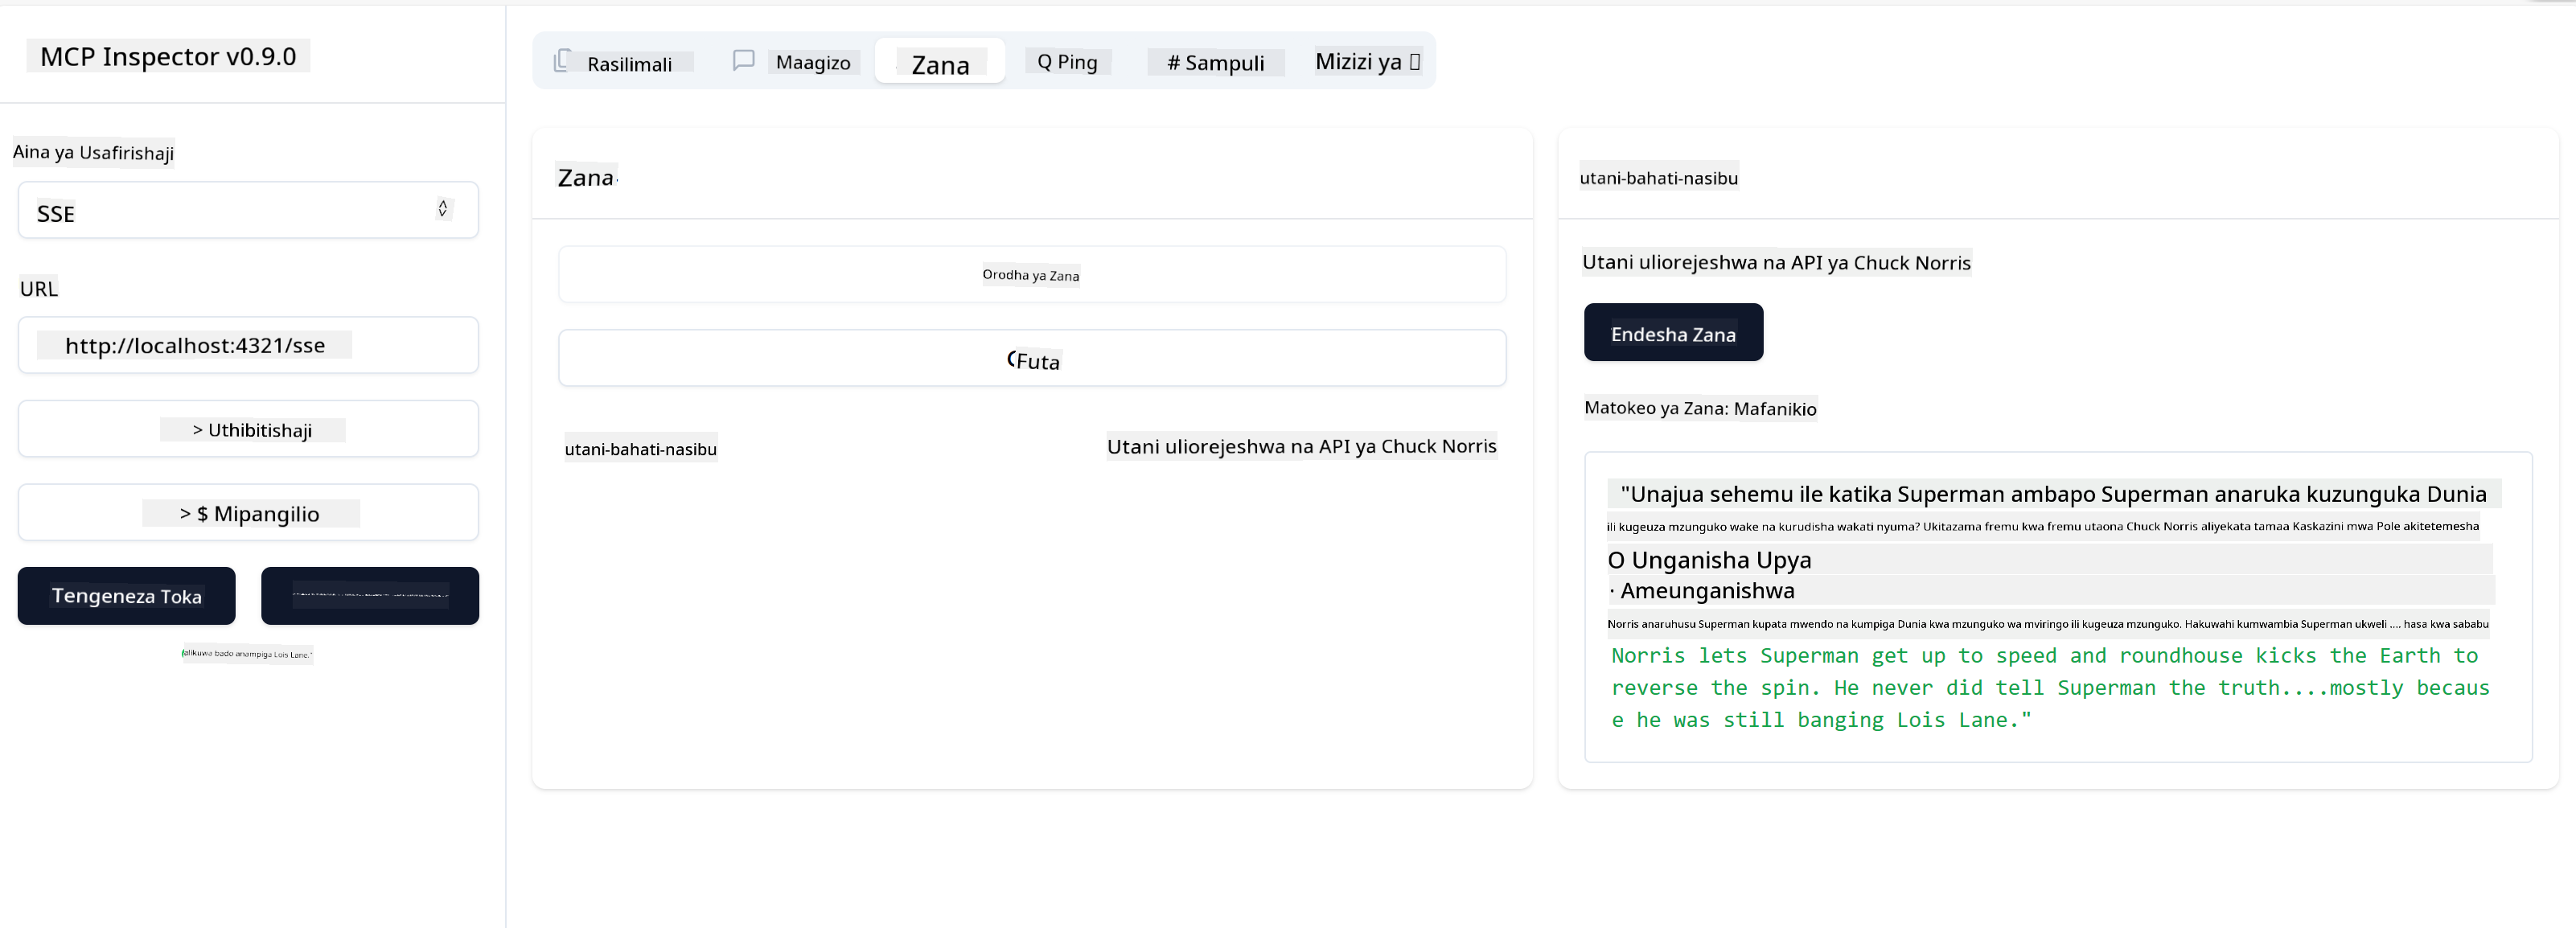 MCP Inspector v0.9.0
Aina ya Usafirishaji
SSE
URL
http://localhost:4321/sse
> Uthibitishaji
> $ Mipangilio
Tengeneza Toka
alikuwa bado anampiga Lois Lane."
Rasilimali
Maagizo
Zana
Q Ping
# Sampuli
Mizizi ya
Zana
Orodha ya Zana
Futa
utani-bahati-nasibu
Utani uliorejeshwa na API ya Chuck Norris
utani-bahati-nasibu
Utani uliorejeshwa na API ya Chuck Norris
Endesha Zana
Matokeo ya Zana: Mafanikio
"Unajua sehemu ile katika Superman ambapo Superman anaruka kuzunguka Dunia
ili kugeuza mzunguko wake na kurudisha wakati nyuma? Ukitazama fremu kwa fremu utaona Chuck Norris aliyekata tamaa Kaskazini mwa Pole akitetemesha
O Unganisha Upya
· Ameunganishwa
Norris anaruhusu Superman kupata mwendo na kumpiga Dunia kwa mzunguko wa mviringo ili kugeuza mzunguko. Hakuwahi kumwambia Superman ukweli .... hasa kwa sababu
Norris lets Superman get up to speed and roundhouse kicks the Earth to
reverse the spin. He never did tell Superman the truth....mostly becaus
e he was still banging Lois Lane."